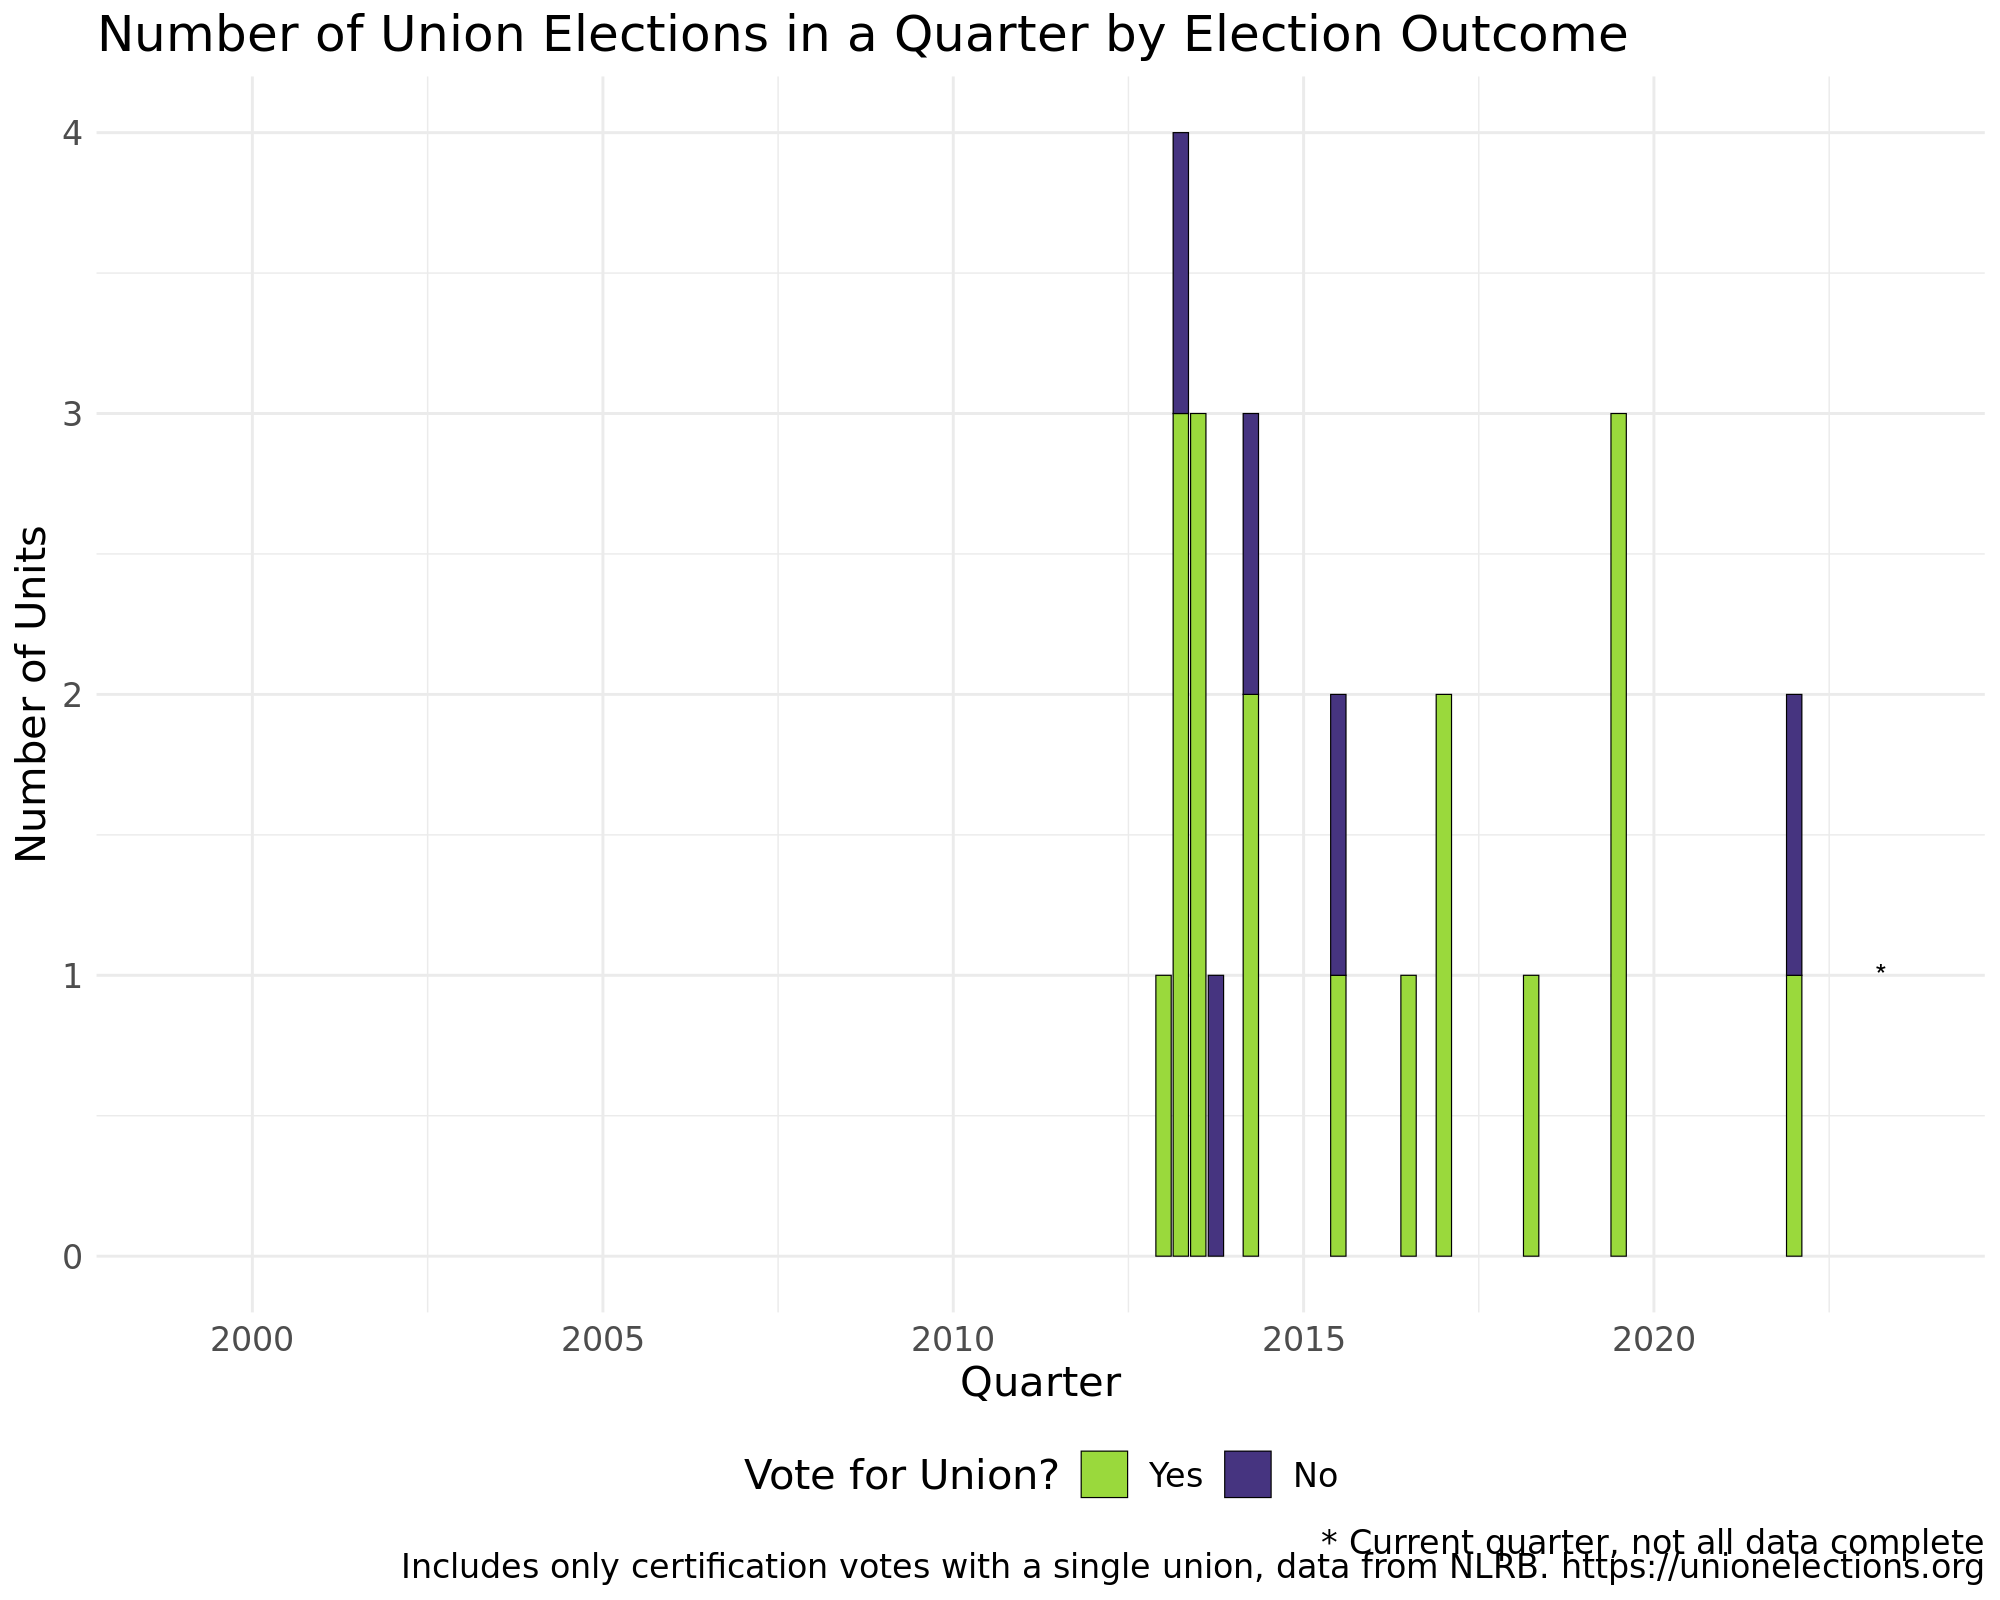 Number of Union Elections in a Quarter by Election Outcome
4
3
2
1
0
Number of Units
*
2000 2005 2010 2015 2020
Quarter
Vote for Union? Yes No
* Current quarter, not all data complete
Includes only certification votes with a single union, data from NLRB. https://unionelections.org